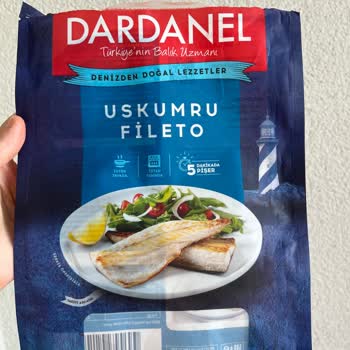 DARDANEL
Türkiye'nin Balık Uzmanı
DENİZDEN DOĞAL LEZZETLER
USKUMRU
FİLETO
5 DAKİKADA
PİŞER